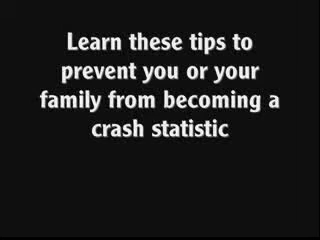 Learn these tips to
prevent you or your
family from becoming a
crash statistic